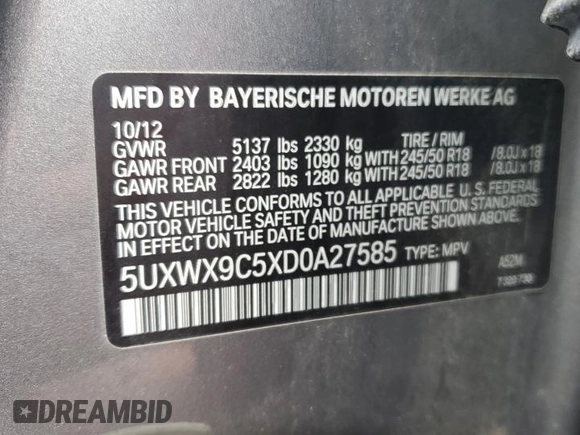 MFD BY BAYERISCHE MOTOREN WERKE AG
10/12 TIRE / RIM
GVWR 5137 lbs 2330 kg
GAWR FRONT 2403 lbs 1090 kg WITH 245/50 R18 /8.0J x 18
GAWR REAR 2822 lbs 1280 kg WITH 245/50 R18 /8.0J x 18
THIS VEHICLE CONFORMS TO ALL APPLICABLE U.S. FEDERAL
MOTOR VEHICLE SAFETY AND THEFT PREVENTION STANDARDS
IN EFFECT ON THE DATE OF MANUFACTURE SHOWN ABOVE.
5UXWX9C5XD0A27585 TYPE: MPV A52M
DREAMBID